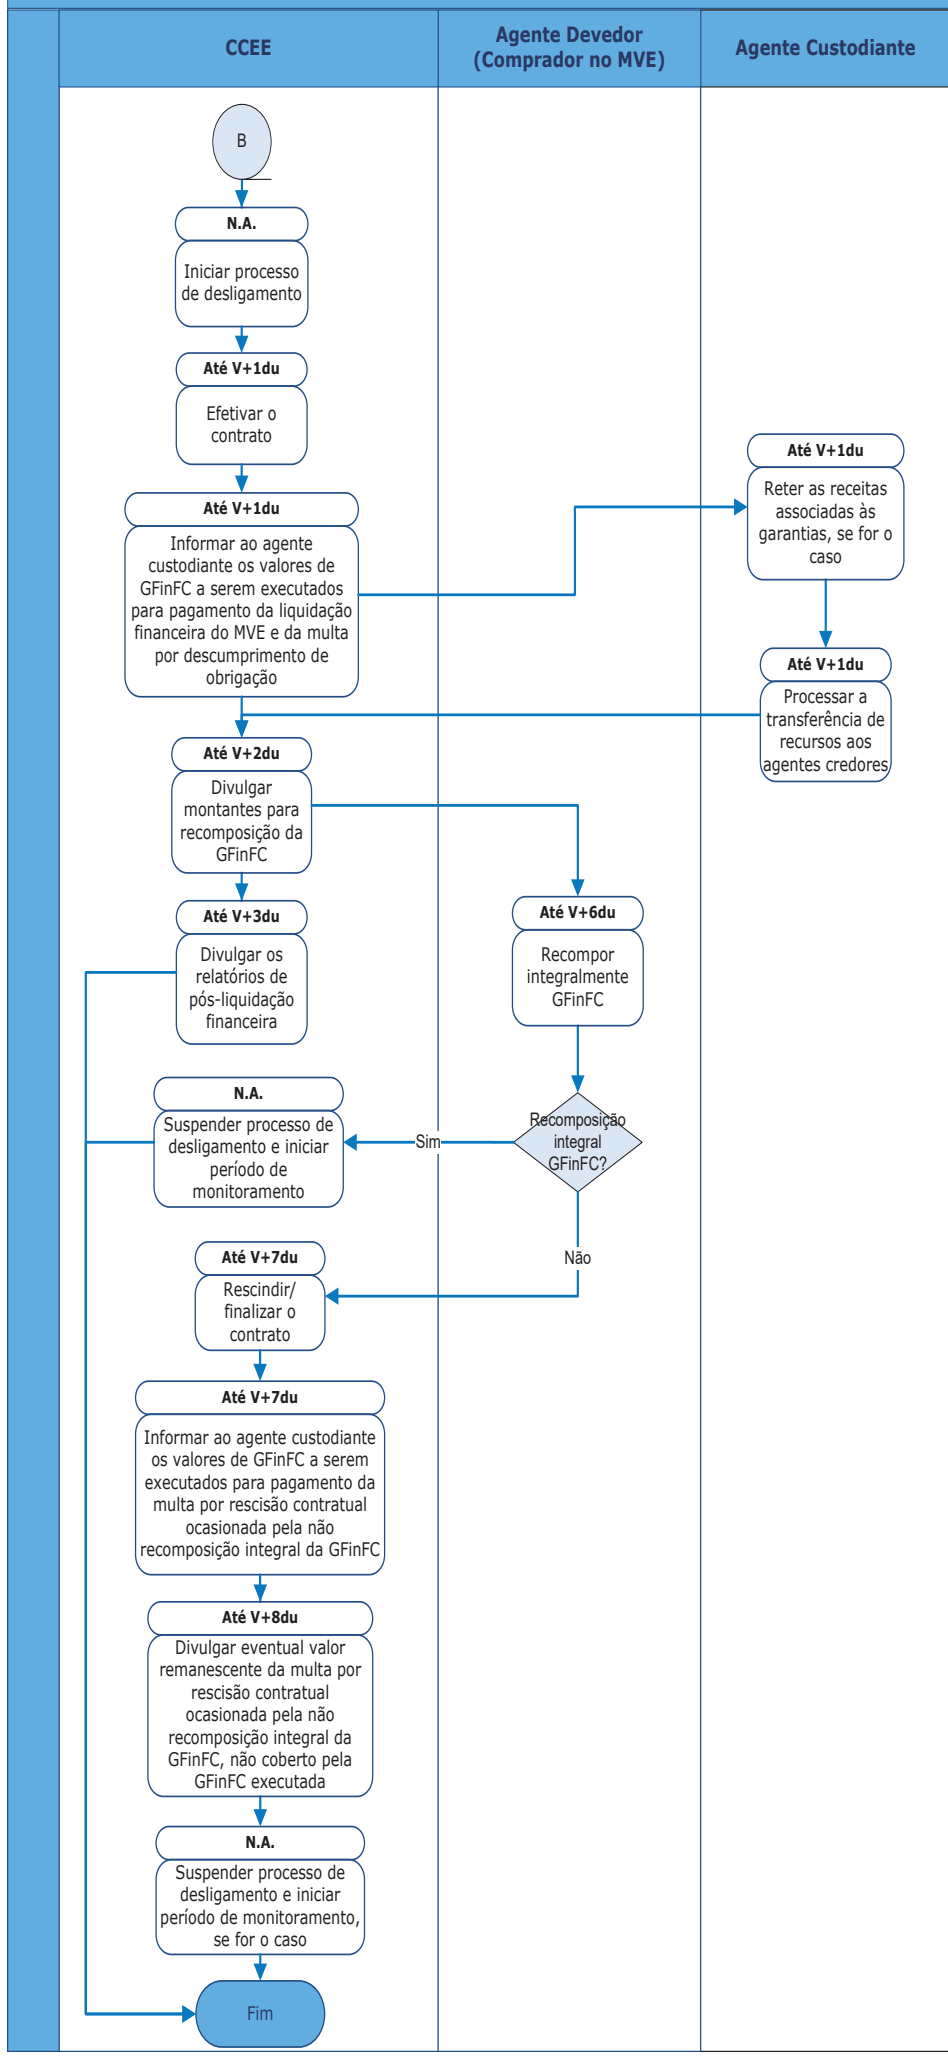 CCEE
Agente Devedor
(Comprador no MVE)
Agente Custodiante
B
N.A.
Iniciar processo
de desligamento
Até V+1du
Efetivar o
contrato
Até V+1du
Informar ao agente
custodiante os valores de
GFinFC a serem executados
para pagamento da liquidação
financeira do MVE e da multa
por descumprimento de
obrigação
Até V+1du
Reter as receitas
associadas às
garantias, se for o
caso
Até V+1du
Processar a
transferência de
recursos aos
agentes credores
Até V+2du
Divulgar
montantes para
recomposição da
GFinFC
Até V+3du
Divulgar os
relatórios de
pós-liquidação
financeira
Até V+6du
Recompor
integralmente
GFinFC
Recomposição
integral
GFinFC?
Sim
N.A.
Suspender processo de
desligamento e iniciar
período de
monitoramento
Não
Até V+7du
Rescindir/
finalizar o
contrato
Até V+7du
Informar ao agente custodiante
os valores de GFinFC a serem
executados para pagamento da
multa por rescisão contratual
ocasionada pela não
recomposição integral da GFinFC
Até V+8du
Divulgar eventual valor
remanescente da multa por
rescisão contratual
ocasionada pela não
recomposição integral da
GFinFC, não coberto pela
GFinFC executada
N.A.
Suspender processo de
desligamento e iniciar
período de monitoramento,
se for o caso
Fim